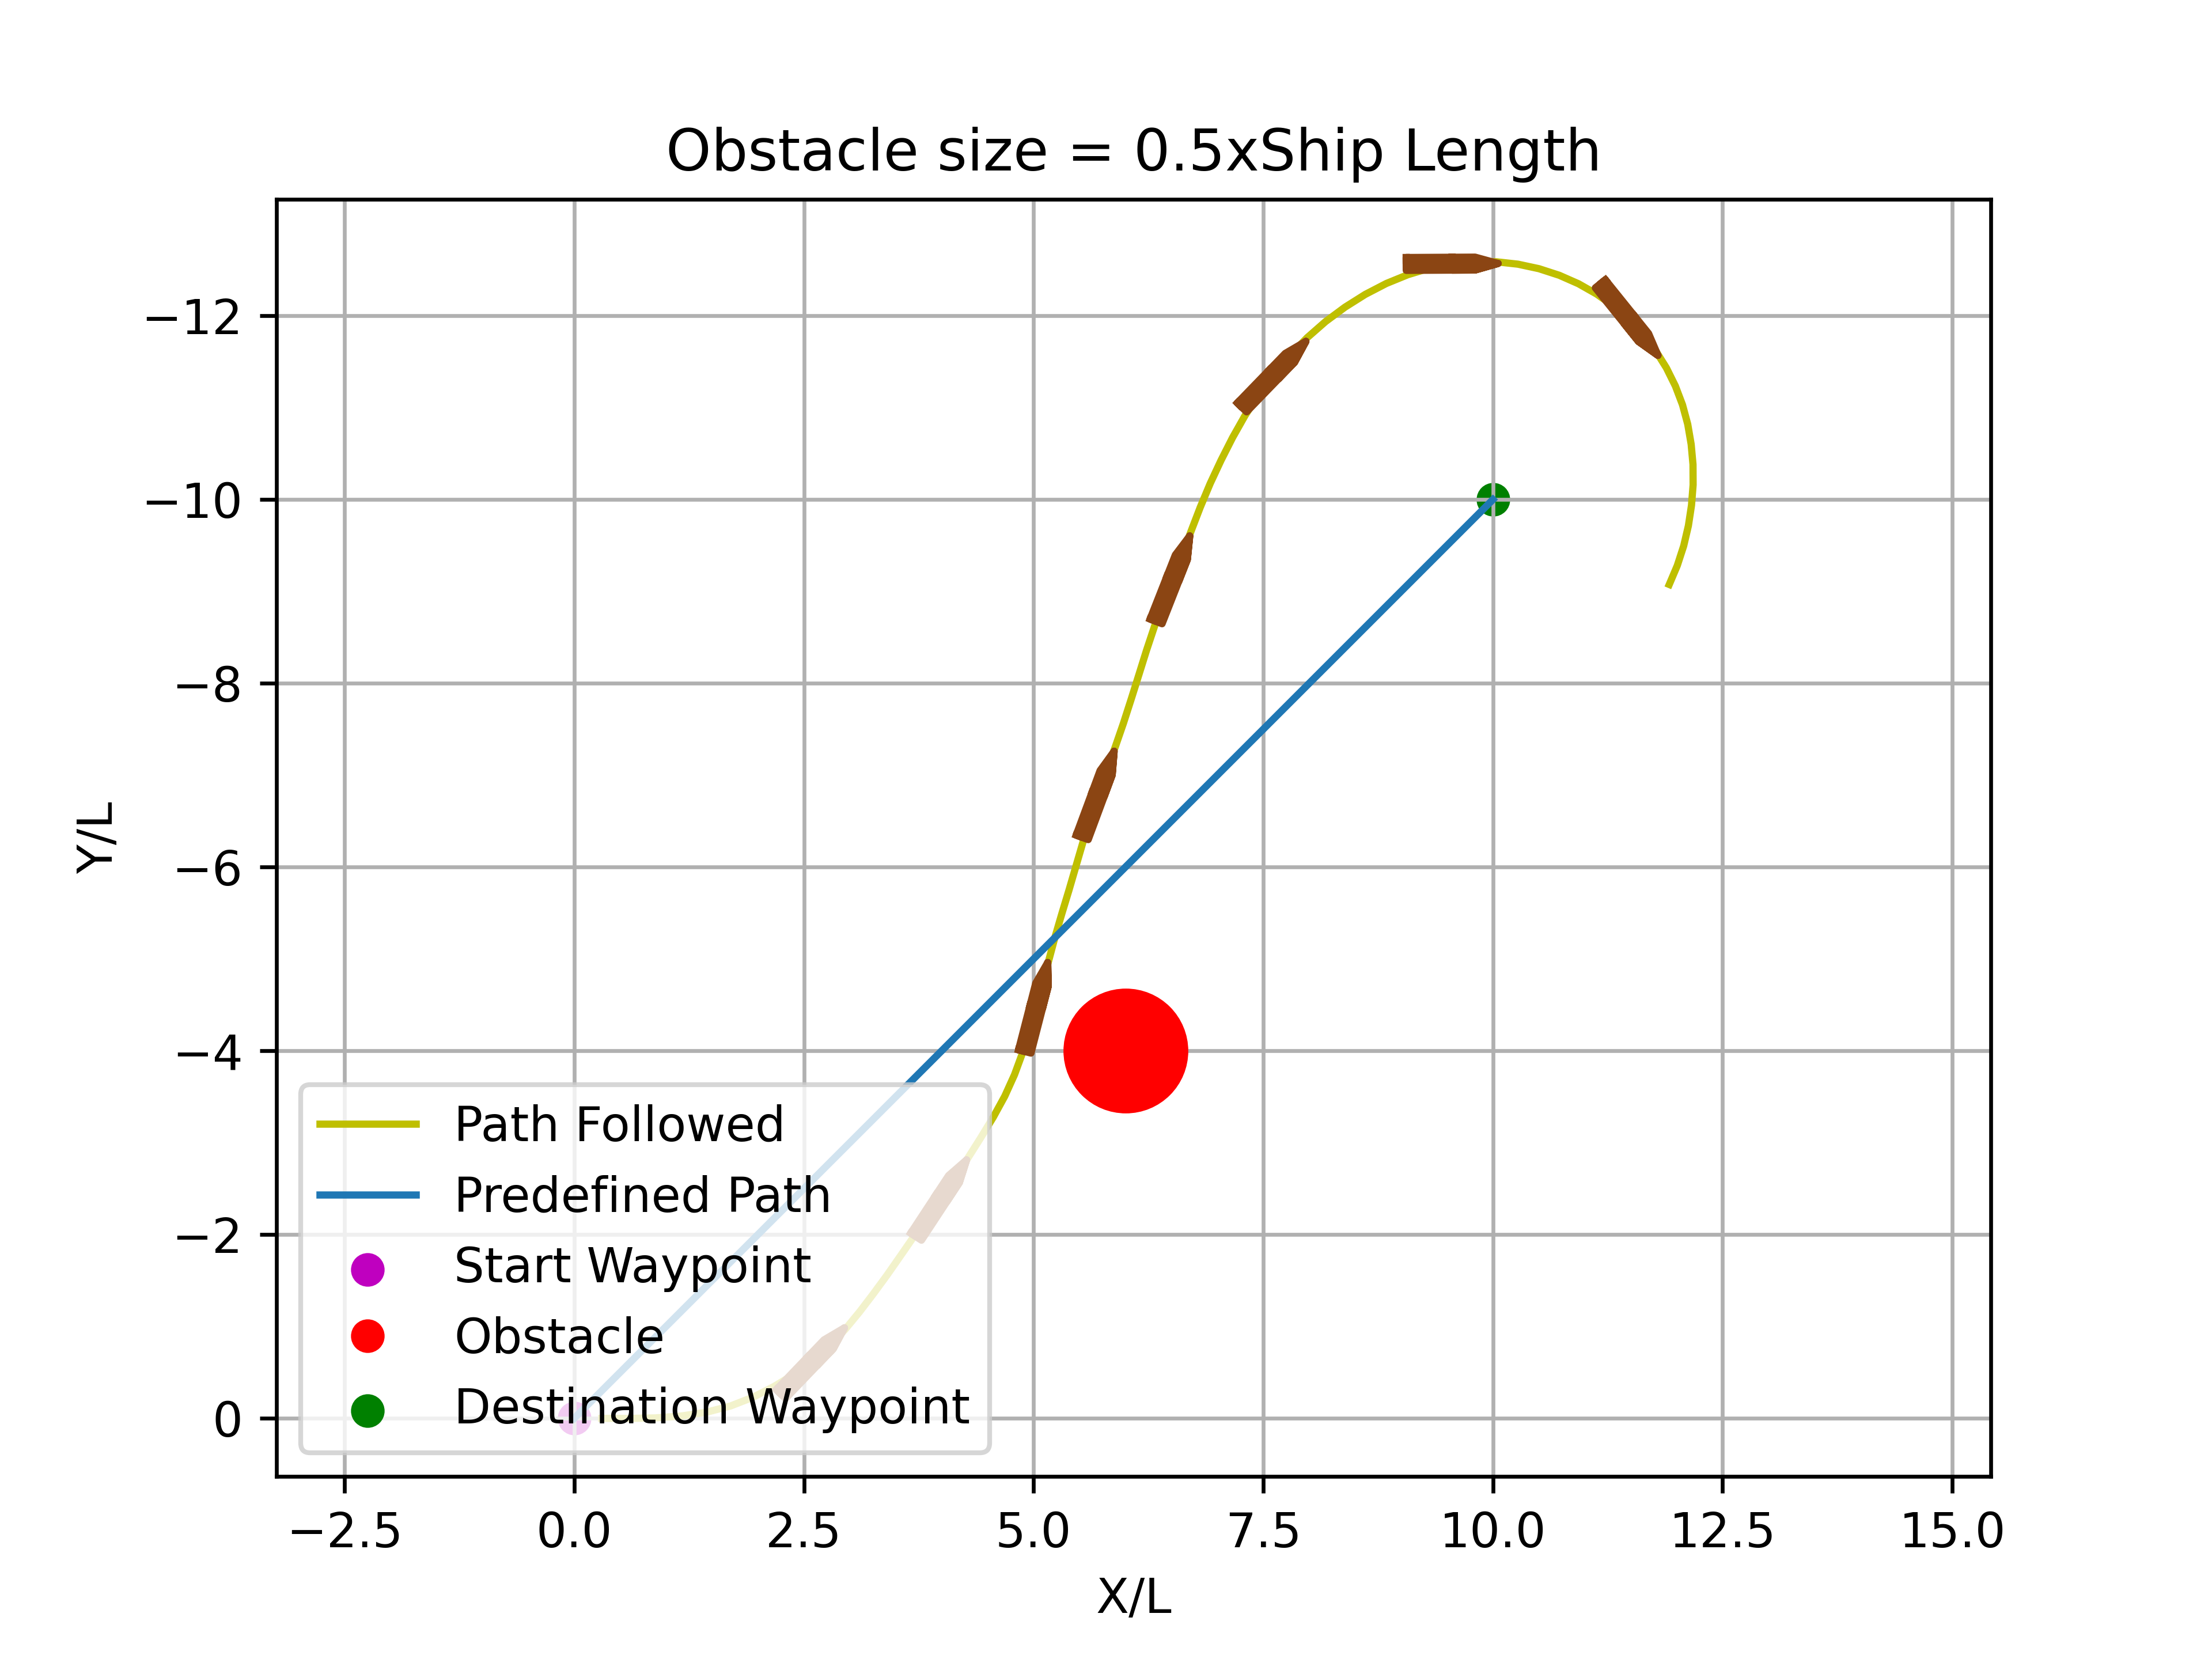 Obstacle size = 0.5xShip Length
−12
−10
−8
−6
−4
−2
0
Y/L
Path Followed
Predefined Path
Start Waypoint
Obstacle
Destination Waypoint
−2.5 0.0 2.5 5.0 7.5 10.0 12.5 15.0
X/L